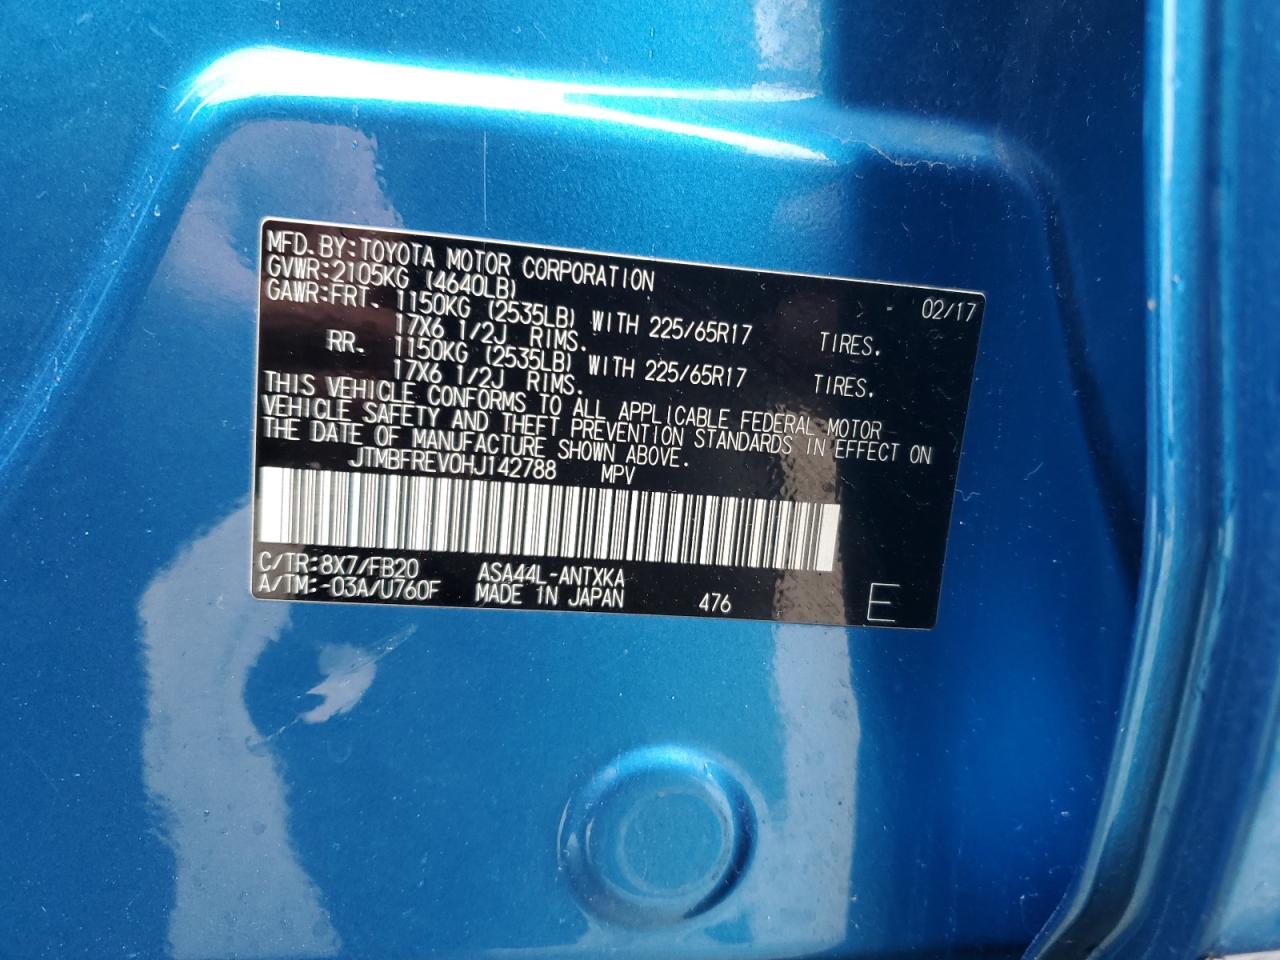 MFD. BY: TOYOTA MOTOR CORPORATION 02/17
GVWR: 2105KG (4640LB)
GAWR: FRT. 1150KG (2535LB) WITH 225/65R17 TIRES.
17X6 1/2J RIMS.
RR. 1150KG (2535LB) WITH 225/65R17 TIRES.
17X6 1/2J RIMS.
THIS VEHICLE CONFORMS TO ALL APPLICABLE FEDERAL MOTOR
VEHICLE SAFETY AND THEFT PREVENTION STANDARDS IN EFFECT ON
THE DATE OF MANUFACTURE SHOWN ABOVE.
JTMBFREV0HJ142788 MPV
C/TR: 8X7/FB20 ASA44L-ANTXKA
A/TM: -03A/U760F MADE IN JAPAN 476 E